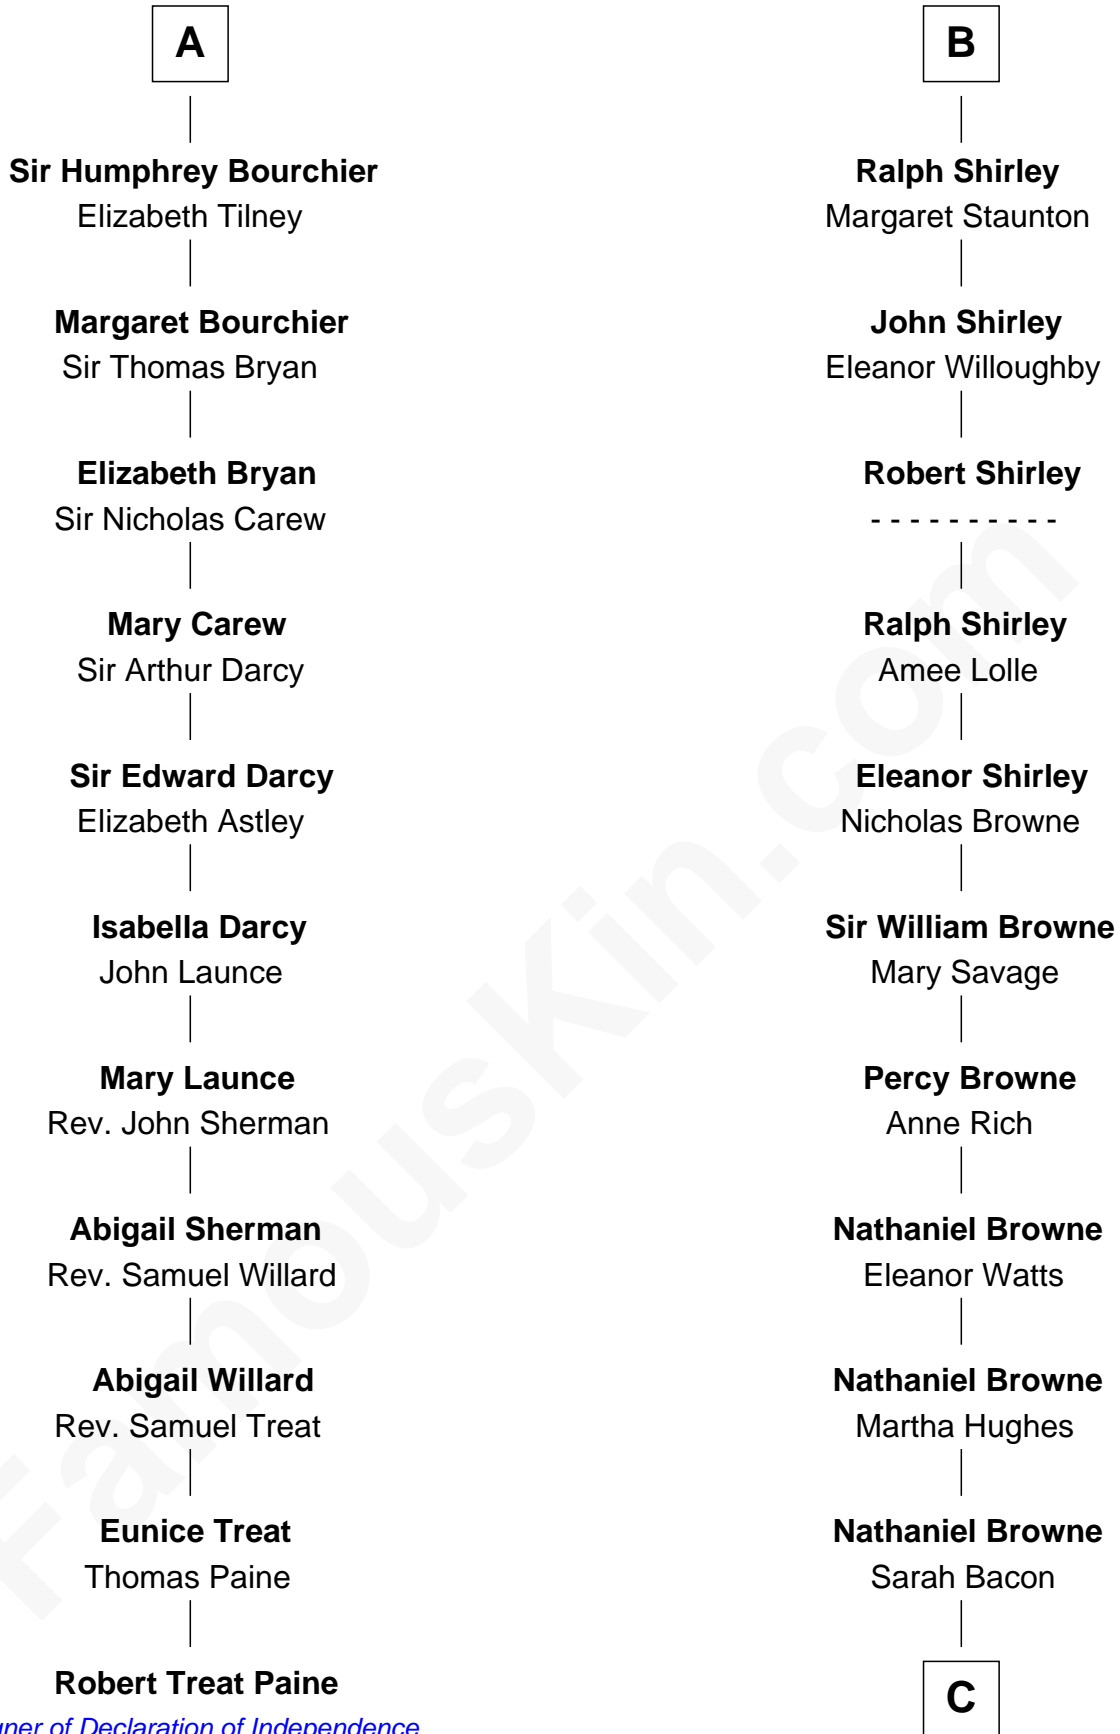 A
Sir Humphrey Bourchier
Elizabeth Tilney
Margaret Bourchier
Sir Thomas Bryan
Elizabeth Bryan
Sir Nicholas Carew
Mary Carew
Sir Arthur Darcy
Sir Edward Darcy
Elizabeth Astley
Isabella Darcy
John Launce
Mary Launce
Rev. John Sherman
Abigail Sherman
Rev. Samuel Willard
Abigail Willard
Rev. Samuel Treat
Eunice Treat
Thomas Paine
Robert Treat Paine
of Declaration of Independence
B
Ralph Shirley
Margaret Staunton
John Shirley
Eleanor Willoughby
Robert Shirley
- - - - - - - - - -
Ralph Shirley
Amee Lolle
Eleanor Shirley
Nicholas Browne
Sir William Browne
Mary Savage
Percy Browne
Anne Rich
Nathaniel Browne
Eleanor Watts
Nathaniel Browne
Martha Hughes
Nathaniel Browne
Sarah Bacon
C
FamousKin.com